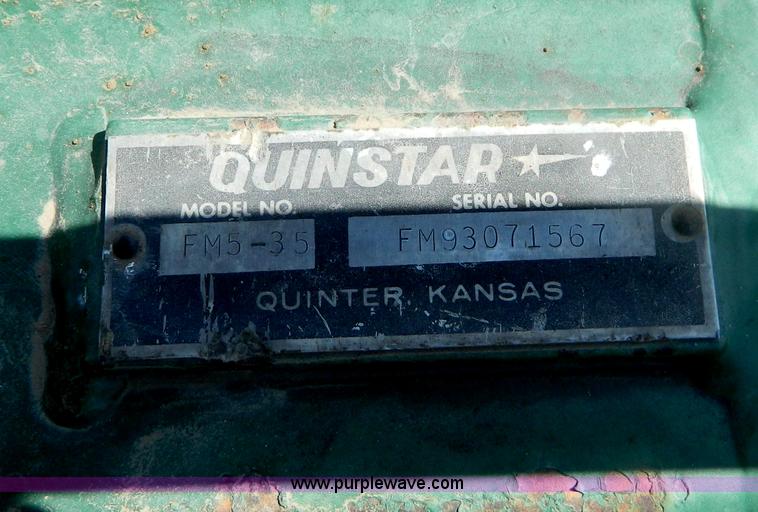 QUINSTAR
MODEL NO. SERIAL NO.
FM5-35 FM93071567
QUINTER, KANSAS
www.purplewave.com